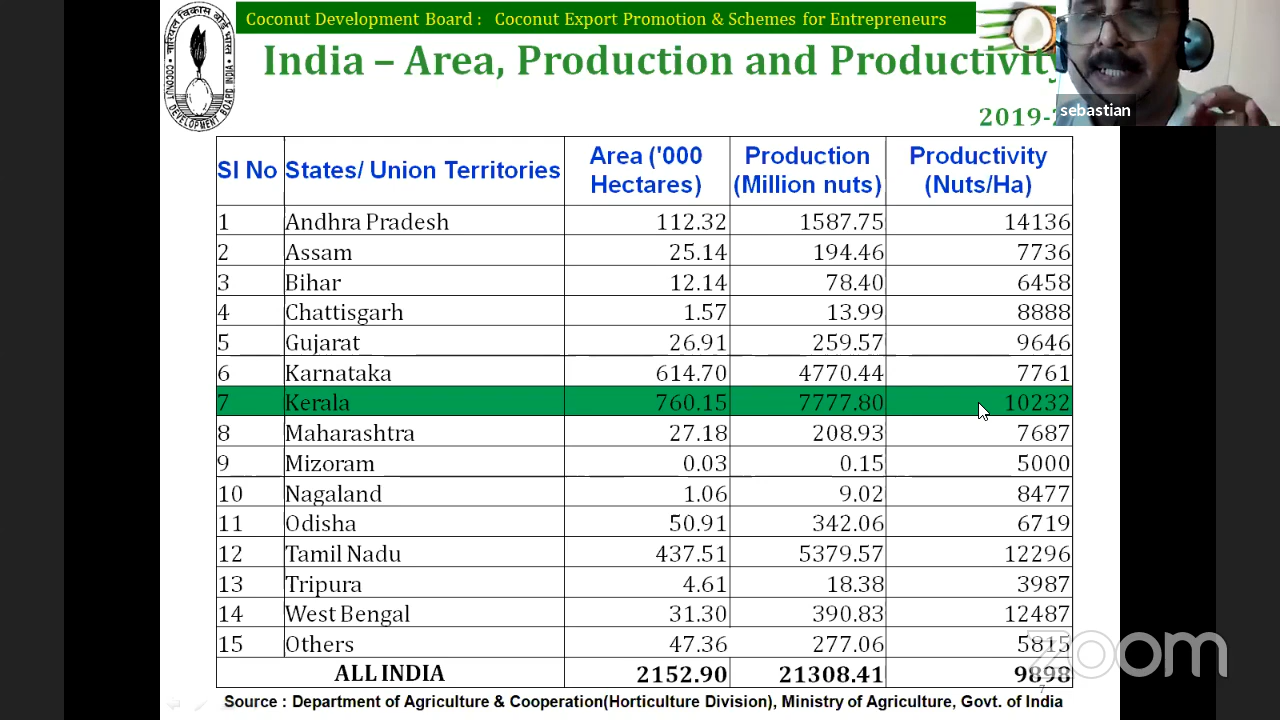 Coconut Development Board : Coconut Export Promotion & Schemes for Entrepreneurs
India – Area, Production and Productivity
2019-
sebastian
नारियल विकास बोर्ड भारत
COCONUT DEVELOPMENT BOARD INDIA
Sl No States/ Union Territories Area ('000 Hectares) Production (Million nuts) Productivity (Nuts/Ha)
1 Andhra Pradesh 112.32 1587.75 14136
2 Assam 25.14 194.46 7736
3 Bihar 12.14 78.40 6458
4 Chattisgarh 1.57 13.99 8888
5 Gujarat 26.91 259.57 9646
6 Karnataka 614.70 4770.44 7761
7 Kerala 760.15 7777.80 10232
8 Maharashtra 27.18 208.93 7687
9 Mizoram 0.03 0.15 5000
10 Nagaland 1.06 9.02 8477
11 Odisha 50.91 342.06 6719
12 Tamil Nadu 437.51 5379.57 12296
13 Tripura 4.61 18.38 3987
14 West Bengal 31.30 390.83 12487
15 Others 47.36 277.06 5815
ALL INDIA 2152.90 21308.41 9898
zoom
7
Source : Department of Agriculture & Cooperation(Horticulture Division), Ministry of Agriculture, Govt. of India